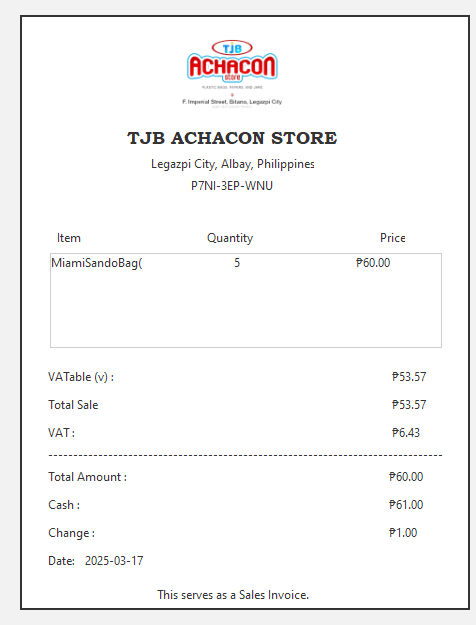 TJB
ACHACON
store
PLASTIC BAGS, PAPERS, AND MORE
F. Imperial Street, Bitano, Legazpi City
TJB ACHACON STORE
Legazpi City, Albay, Philippines
P7NI-3EP-WNU
Item Quantity Price
MiamiSandoBag( 5 ₱60.00
VATable (v) : ₱53.57
Total Sale ₱53.57
VAT : ₱6.43
Total Amount : ₱60.00
Cash : ₱61.00
Change : ₱1.00
Date: 2025-03-17
This serves as a Sales Invoice.